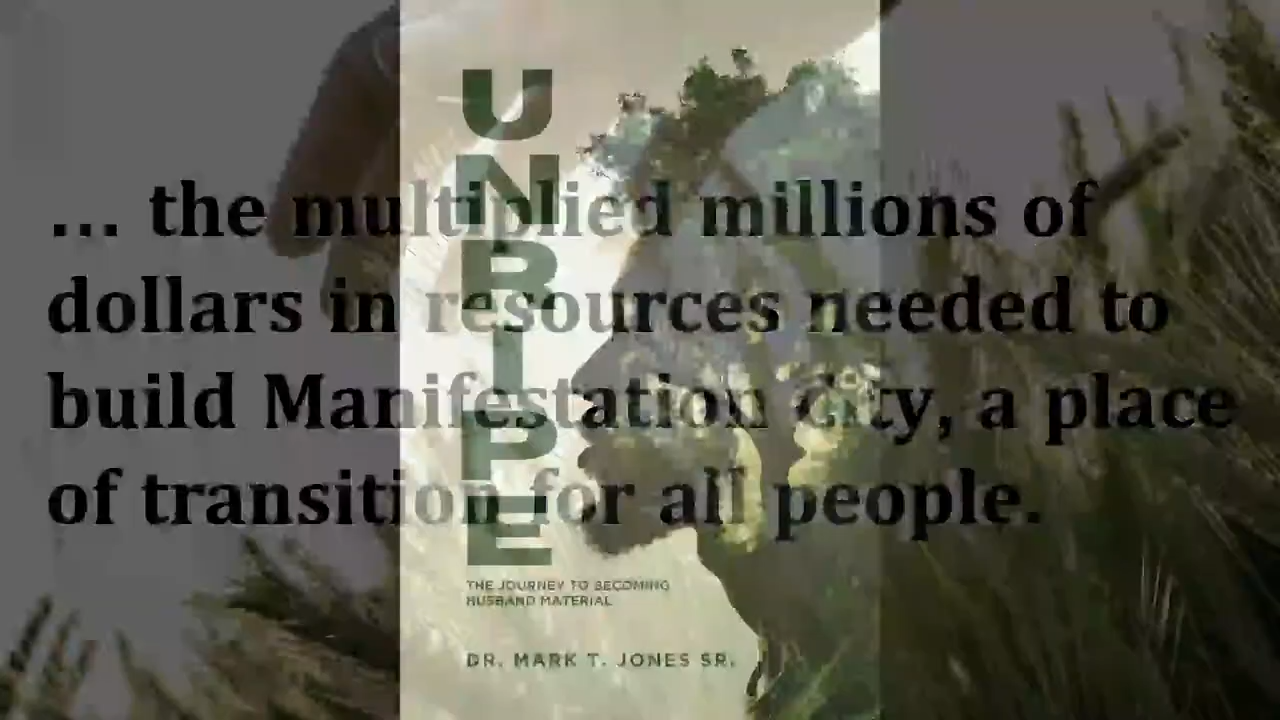 ... the multiplied millions of
dollars in resources needed to
build Manifestation City, a place
of transition for all people.
UNRIPE
THE JOURNEY TO BECOMING
HUSBAND MATERIAL
DR. MARK T. JONES SR.